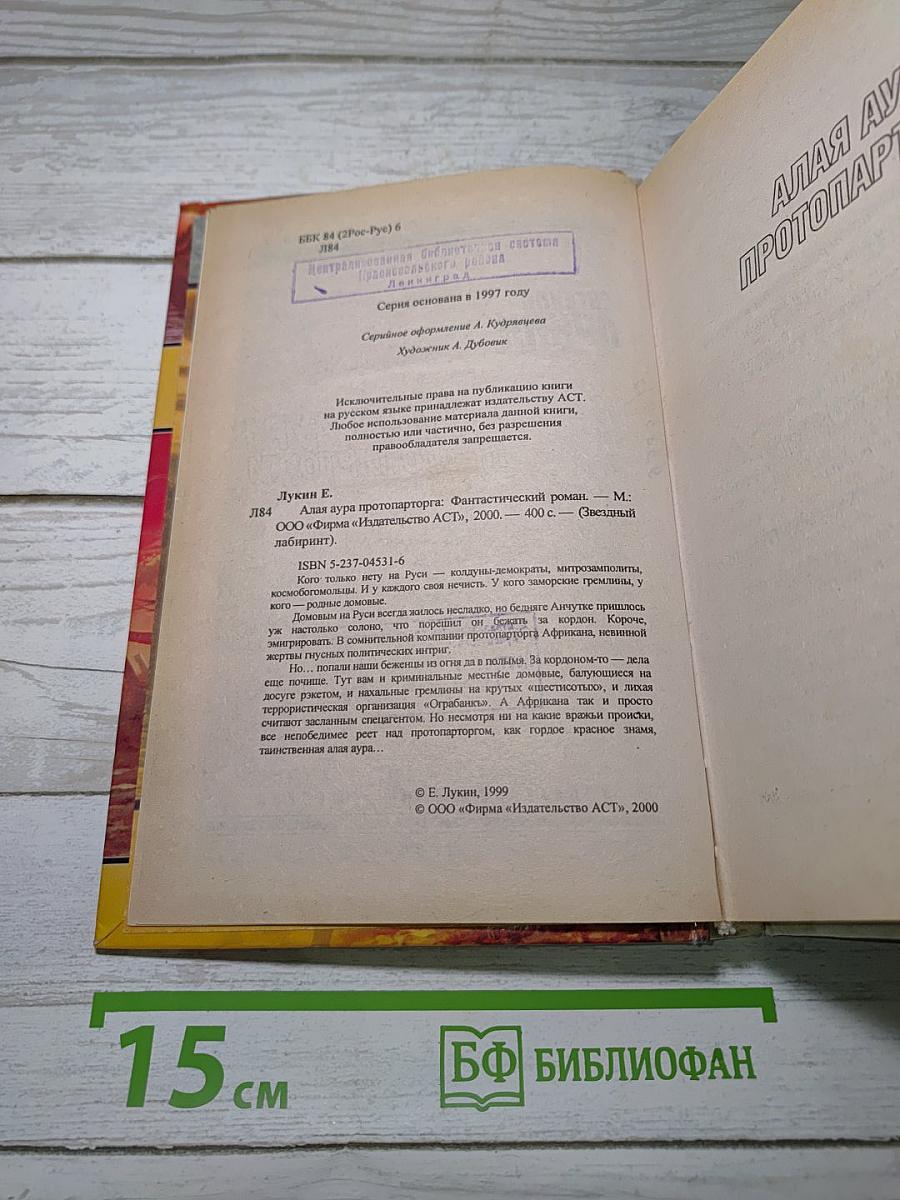 ББК 84 (2Рос-Рус) 6
Л84
Централизованная библиотечная система
Красносельского района
Ленинград
Серия основана в 1997 году
Серийное оформление А. Кудрявцева
Художник А. Дубовик
Исключительные права на публикацию книги
на русском языке принадлежат издательству АСТ.
Любое использование материала данной книги,
полностью или частично, без разрешения
правообладателя запрещается.
Лукин Е.
Л84 Алая аура протопарторга: Фантастический роман. — М.:
ООО «Фирма «Издательство АСТ», 2000. — 400 с. — (Звездный
лабиринт).
ISBN 5-237-04531-6
Кого только нету на Руси — колдуны-демократы, митрозамполиты,
космобогомольцы. И у каждого своя нечисть. У кого заморские гремлины, у
кого — родные домовые.
Домовым на Руси всегда жилось несладко, но бедняге Анчутке пришлось
уж настолько солоно, что порешил он бежать за кордон. Короче,
эмигрировать. В сомнительной компании протопарторга Африкана, невинной
жертвы гнусных политических интриг.
Но... попали наши беженцы из огня да в полымя. За кордоном-то — дела
еще почище. Тут вам и криминальные местные домовые, балующиеся на
досуге рэкетом, и нахальные гремлины на крутых «шестисотых», и лихая
террористическая организация «Ограбанкъ». А Африкана так и просто
считают засланным спецагентом. Но несмотря ни на какие вражьи происки,
все непобедимее реет над протопарторгом, как гордое красное знамя,
таинственная алая аура...
© Е. Лукин, 1999
© ООО «Фирма «Издательство АСТ», 2000
АЛАЯ АУ
ПРОТОПАРТ
15 см
БФ БИБЛИОФАН